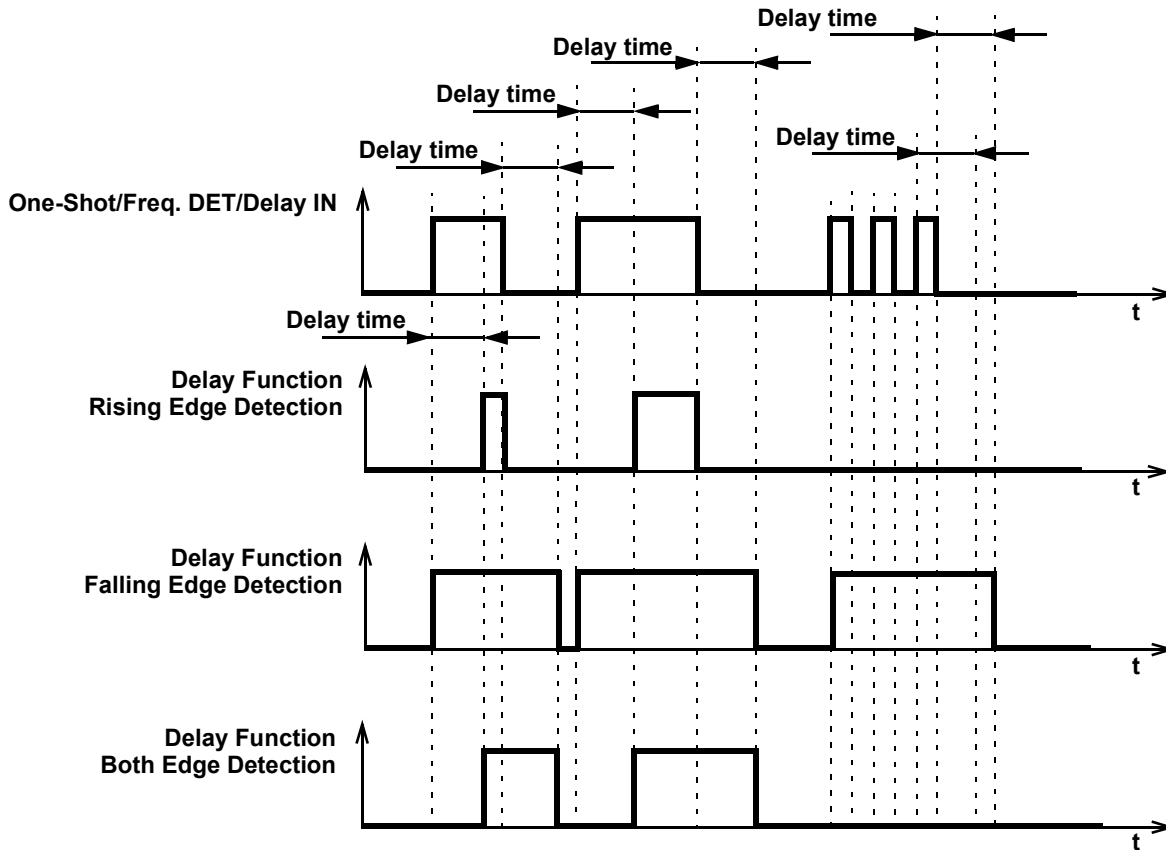 Delay time
Delay time
Delay time
Delay time
Delay time
One-Shot/Freq. DET/Delay IN
t
Delay time
Delay Function
Rising Edge Detection
t
Delay Function
Falling Edge Detection
t
Delay Function
Both Edge Detection
t